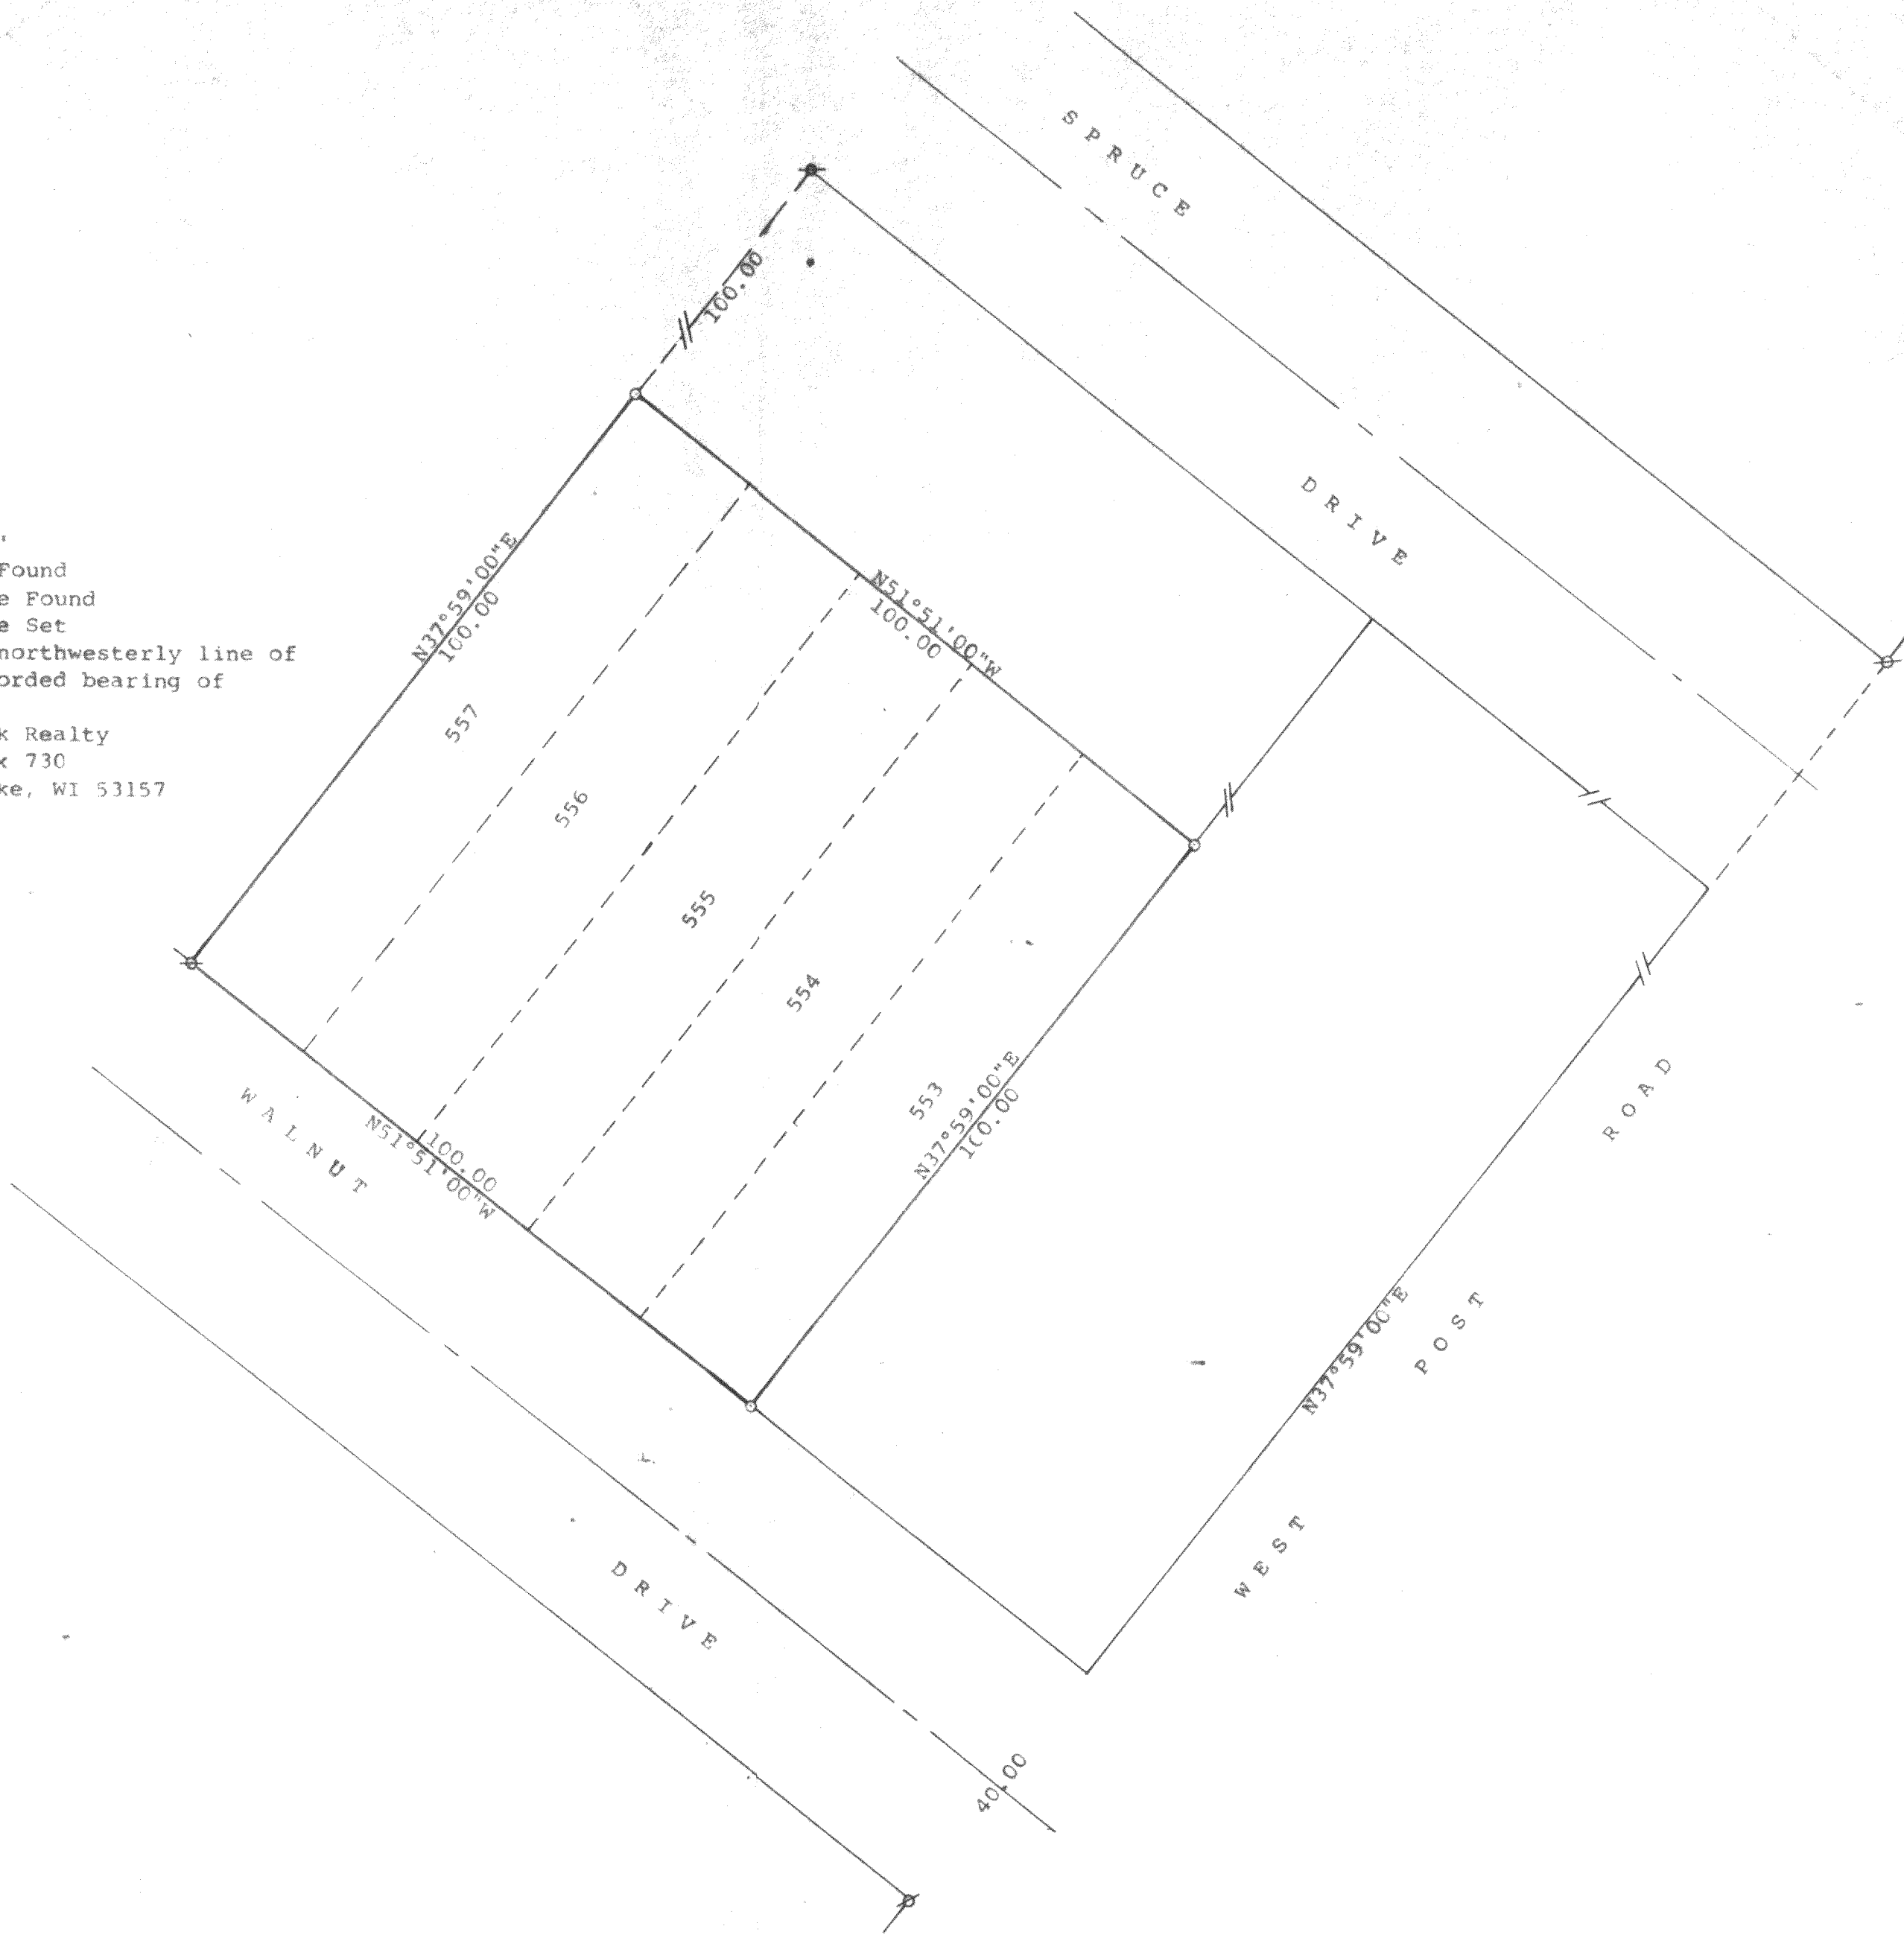 SPRUCE
DRIVE
100.00
Found
e Found
e Set
northwesterly line of
orded bearing of
k Realty
x 730
ke, WI 53157
N37°59'00"E
100.00
N51°51'00"W
100.00
557
556
555
554
553
N37°59'00"E
100.00
WALNUT
DRIVE
100.00
N51°51'00"W
N37°59'00"E
WEST POST ROAD
40.00